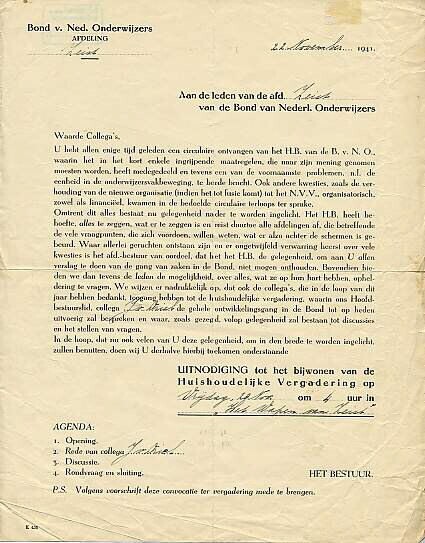 Bond v. Ned. Onderwijzers
AFDELING
Zeist
22 November 1941.
Aan de leden van de afd. Zeist
van de Bond van Nederl. Onderwijzers
Waarde Collega's,
U hebt allen enige tijd geleden een circulaire ontvangen van het H.B. van de B. v. N. O.,
waarin het in het kort enkele ingrijpende maatregelen, die naar zijn mening genomen
moesten worden, heeft medegedeeld en tevens een van de voornaamste problemen, n.l. de
eenheid in de onderwijzersvakbeweging, te berde bracht. Ook andere kwesties, zoals de ver-
houding van de nieuwe organisatie (indien het tot fusie komt) tot het N.V.V., organisatorisch,
zowel als financiëel, kwamen in de bedoelde circulaire terloops ter sprake.
Omtrent dit alles bestaat nu gelegenheid nader te worden ingelicht. Het H.B. heeft be-
hoefte, alles te zeggen, wat er te zeggen is en reist daartoe alle afdelingen af, die betreffende
de vele vraagpunten, die zich voordoen, willen weten, wat er alzo achter de schermen is ge-
beurd. Waar allerlei geruchten ontstaan zijn en er ongetwijfeld verwarring heerst over vele
kwesties is het afd.-bestuur van oordeel, dat het het H.B. de gelegenheid, om aan U allen
verslag te doen van de gang van zaken in de Bond, niet mogen onthouden. Bovendien bie-
den we dan tevens de leden de mogelijkheid, over alles, wat ze op hun hart hebben, ophel-
dering te vragen. We wijzen er nadrukkelijk op, dat ook de collega's, die in de loop van dit
jaar hebben bedankt, toegang hebben tot de huishoudelijke vergadering, waarin ons Hoofd-
bestuurslid, collega de gehele ontwikkelingsgang in de Bond tot op heden
uitvoerig zal bespreken en waar, zoals gezegd, volop gelegenheid zal bestaan tot discussies
en het stellen van vragen.
In de hoop, dat nu ook velen van U deze gelegenheid, om in den brede te worden ingelicht,
zullen benutten, doen wij U derhalve hierbij toekomen onderstaande
UITNODIGING tot het bijwonen van de
Huishoudelijke Vergadering op
Vrijdag, Nov. om 4 uur in
"Het Wapen van Zeist"
AGENDA:
1. Opening.
2. Rede van collega
3. Discussie.
4. Rondvraag en sluiting.
HET BESTUUR.
P.S. Volgens voorschrift deze convocatie ter vergadering mede te brengen.
K 438